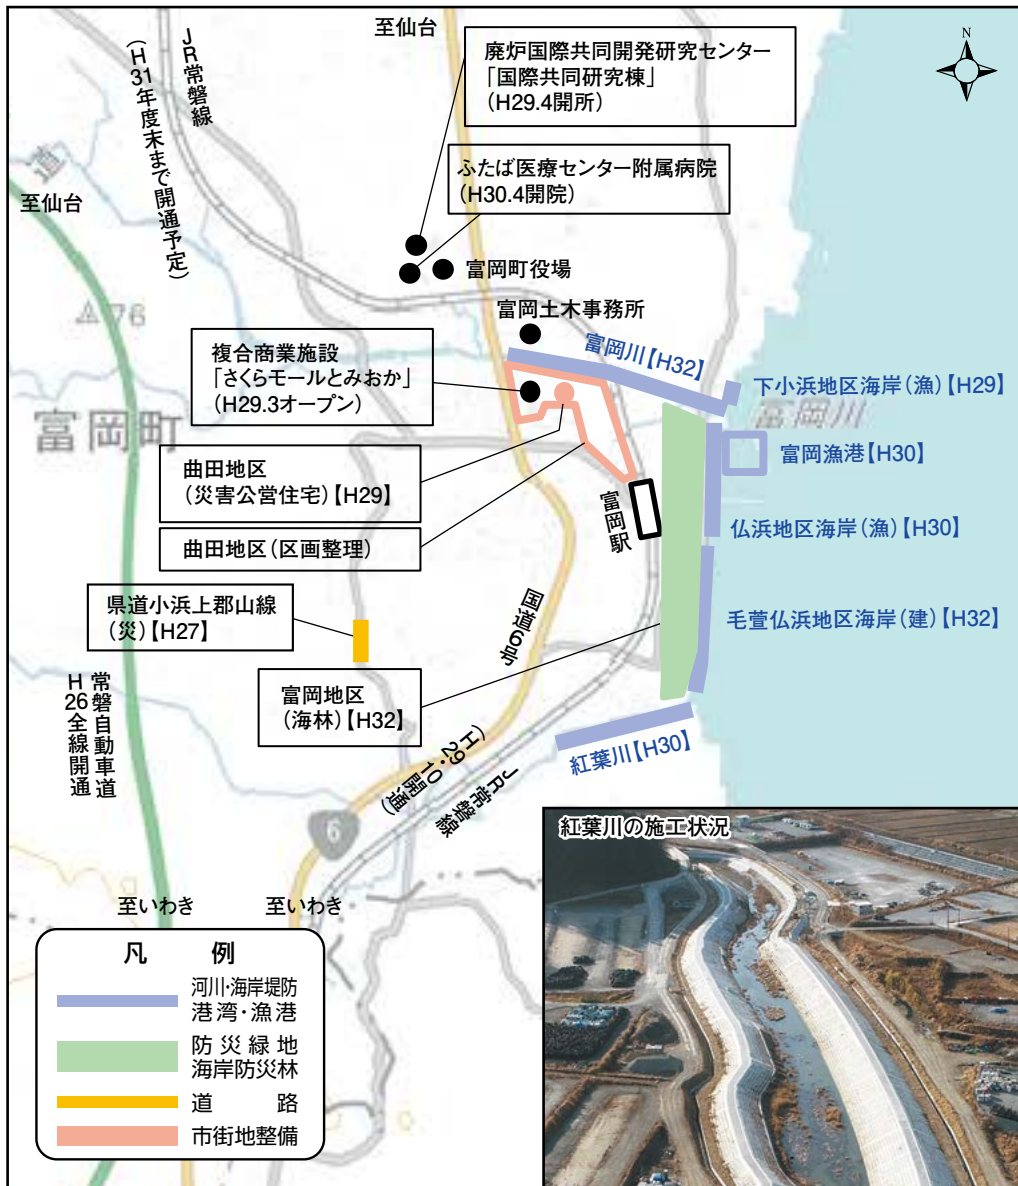 至仙台
N
JR常磐線
(H31年度末まで開通予定)
廃炉国際共同開発研究センター
「国際共同研究棟」
(H29.4開所)
道
至仙台
ふたば医療センター附属病院
(H30.4開院)
富岡町役場
76
富岡土木事務所
富岡川【H32】
複合商業施設
「さくらモールとみおか」
(H29.3オープン)
下小浜地区海岸(漁)【H29】
富岡川
富岡町
富岡漁港【H30】
曲田地区
(災害公営住宅)【H29】
富岡駅
仏浜地区海岸(漁)【H30】
曲田地区(区画整理)
県道小浜上郡山線
(災)【H27】
国道6号
毛萱仏浜地区海岸(建)【H32】
富岡地区
(海林)【H32】
常磐自動車道
H26全線開通
紅葉川【H30】
JR常磐線
(H29.10開通)
6
紅葉川の施工状況
至いわき
至いわき
凡 例
河川・海岸堤防
港湾・漁港
防災緑地
海岸防災林
道 路
市街地整備